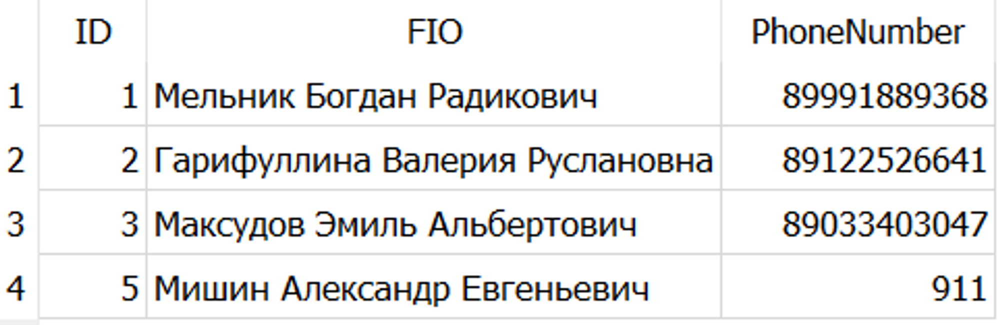 ID FIO PhoneNumber
1 1 Мельник Богдан Радикович 89991889368
2 2 Гарифуллина Валерия Руслановна 89122526641
3 3 Максудов Эмиль Альбертович 89033403047
4 5 Мишин Александр Евгеньевич 911